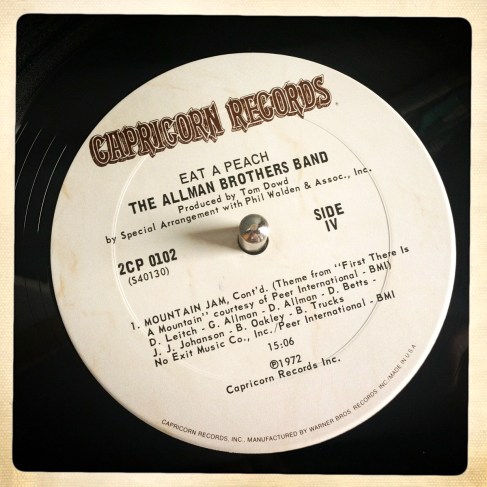 CAPRICORN RECORDS
EAT A PEACH
THE ALLMAN BROTHERS BAND
Produced by Tom Dowd
by Special Arrangement with Phil Walden & Assoc., Inc.
2CP 0102
(S40130)
SIDE
IV
1. MOUNTAIN JAM, Cont'd. (Theme from "First There Is
A Mountain" courtesy of Peer International - BMI)
D. Leitch - G. Allman - D. Allman - D. Betts -
J. J. Johanson - B. Oakley - B. Trucks
No Exit Music Co., Inc./Peer International - BMI
15:06
℗1972
Capricorn Records Inc.
CAPRICORN RECORDS, INC., MANUFACTURED BY WARNER BROS. RECORDS INC./MADE IN U.S.A.